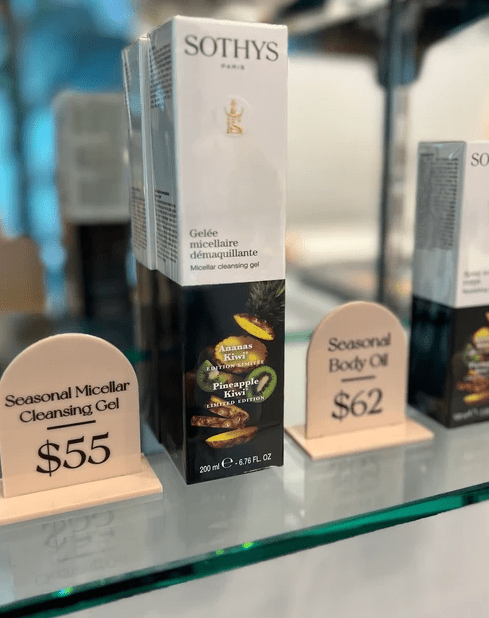 SOTHYS
PARIS
Gelée
micellaire
démaquillante
Micellar cleansing gel
Ananas
Kiwi
EDITION LIMITÉE
Pineapple
Kiwi
LIMITED EDITION
200 ml ℮ - 6.76 FL. OZ
Seasonal Micellar
Cleansing Gel
$55
Seasonal
Body Oil
$62
SO